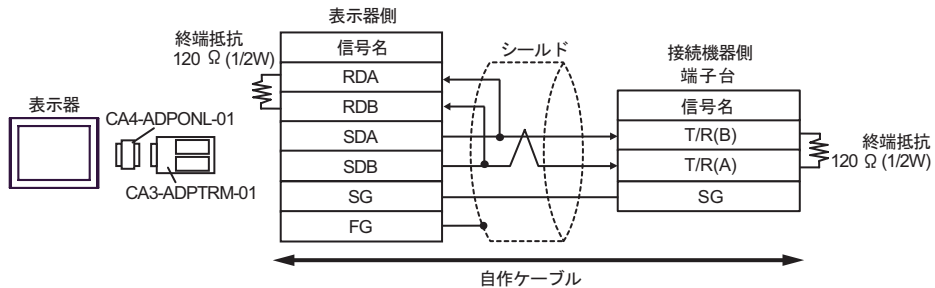 表示器側
終端抵抗
120 Ω (1/2W)
信号名
RDA
RDB
SDA
SDB
SG
FG
シールド
接続機器側
端子台
信号名
T/R(B)
T/R(A)
SG
終端抵抗
120 Ω (1/2W)
表示器
CA4-ADPONL-01
CA3-ADPTRM-01
自作ケーブル